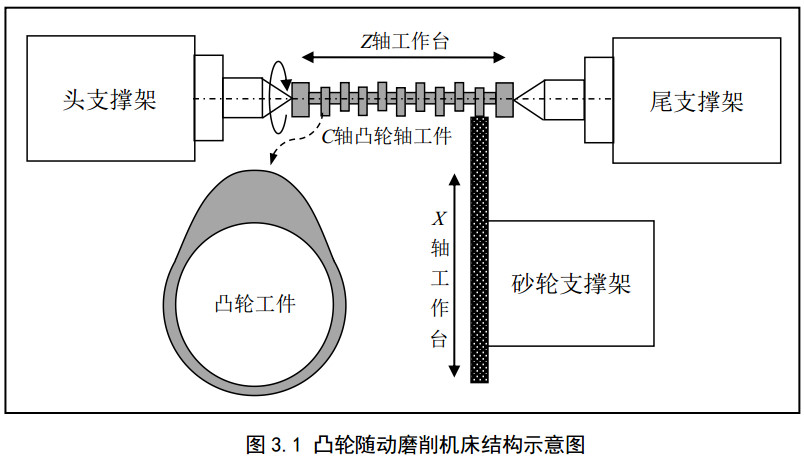 Z轴工作台
头支撑架
尾支撑架
C轴凸轮轴工件
X轴工作台
凸轮工件
砂轮支撑架
图 3.1 凸轮随动磨削机床结构示意图